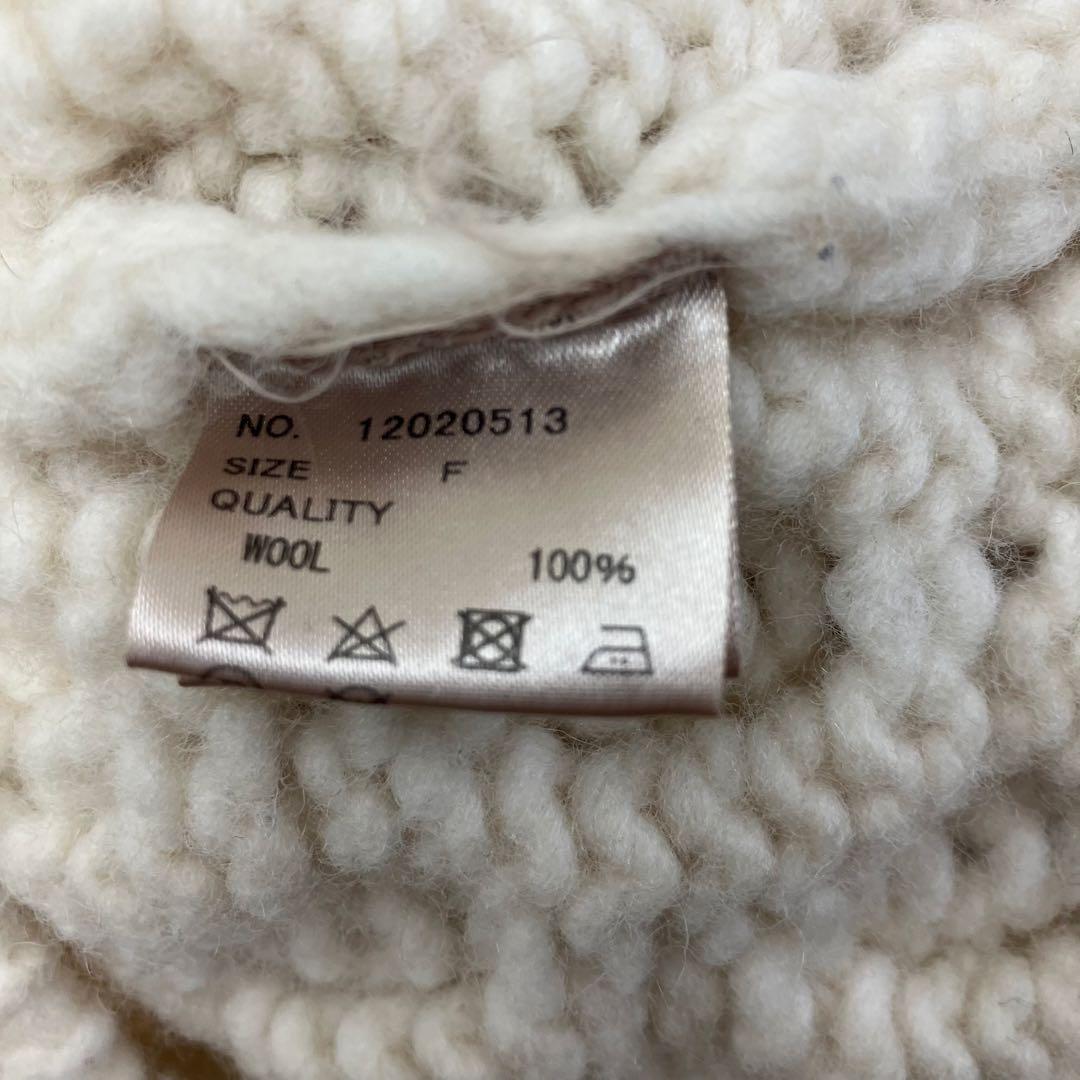 NO. 12020513
SIZE F
QUALITY
WOOL 100%